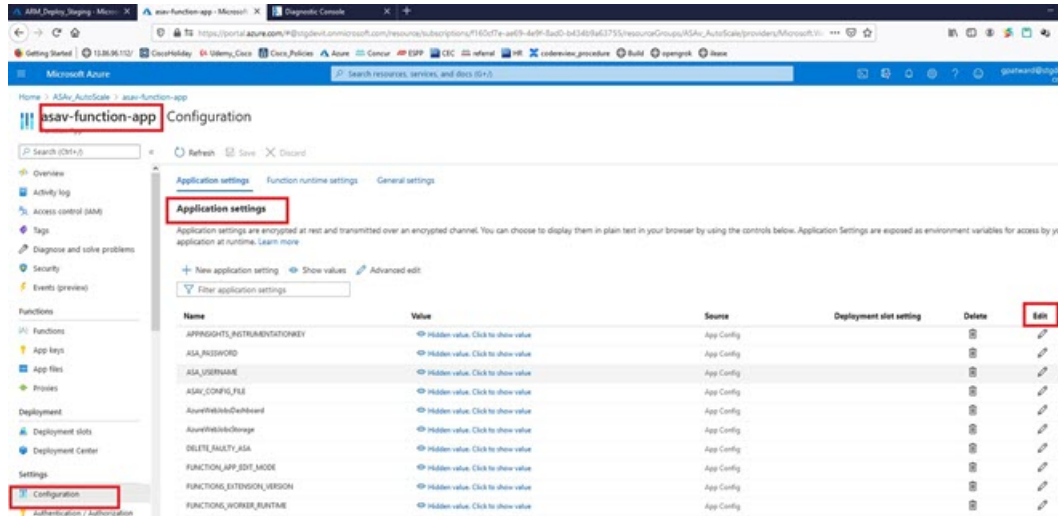 ARM_Deploy_Staging - Micros
asav-function-app - Microsoft
Diagnostic Console
https://portal.azure.com/
Getting Started
CiscoHoliday
Udemy_Cisco
Cisco_Policies
Azure
Concur
ESPP
CEC
referral
HR
codereview_procedure
Build
opengrok
ilease
Microsoft Azure
Search resources, services, and docs (G+/)
Home > ASAv_AutoScale > asav-function-app
asav-function-app Configuration
Search (Ctrl+/)
Refresh Save Discard
Overview
Activity log
Access control (IAM)
Tags
Diagnose and solve problems
Security
Events (preview)
Functions
Functions
App keys
App files
Proxies
Deployment
Deployment slots
Deployment Center
Settings
Configuration
Authentication / Authorization
Application settings Function runtime settings General settings
Application settings
Application settings are encrypted at rest and transmitted over an encrypted channel. You can choose to display them in plain text in your browser by using the controls below. Application Settings are exposed as environment variables for access by
application at runtime. Learn more
New application setting Show values Advanced edit
Filter application settings
Name Value Source Deployment slot setting Delete Edit
APPINSIGHTS_INSTRUMENTATIONKEY Hidden value. Click to show value App Config
ASA_PASSWORD Hidden value. Click to show value App Config
ASA_USERNAME Hidden value. Click to show value App Config
ASAV_CONFIG_FILE Hidden value. Click to show value App Config
AzureWebJobsDashboard Hidden value. Click to show value App Config
AzureWebJobsStorage Hidden value. Click to show value App Config
DELETE_FAULTY_ASA Hidden value. Click to show value App Config
FUNCTION_APP_EDIT_MODE Hidden value. Click to show value App Config
FUNCTIONS_EXTENSION_VERSION Hidden value. Click to show value App Config
FUNCTIONS_WORKER_RUNTIME Hidden value. Click to show value App Config